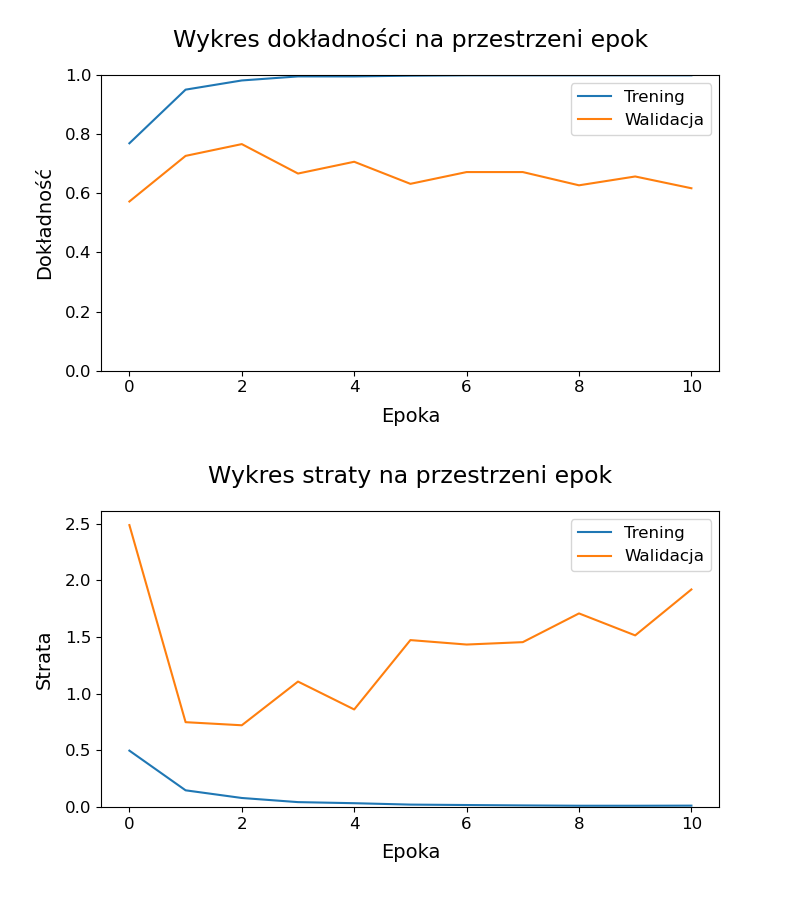 Wykres dokładności na przestrzeni epok
1.0
0.8
0.6
0.4
0.2
0.0
Dokładność
Trening
Walidacja
0 2 4 6 8 10
Epoka
Wykres straty na przestrzeni epok
2.5
2.0
1.5
1.0
0.5
0.0
Strata
Trening
Walidacja
0 2 4 6 8 10
Epoka